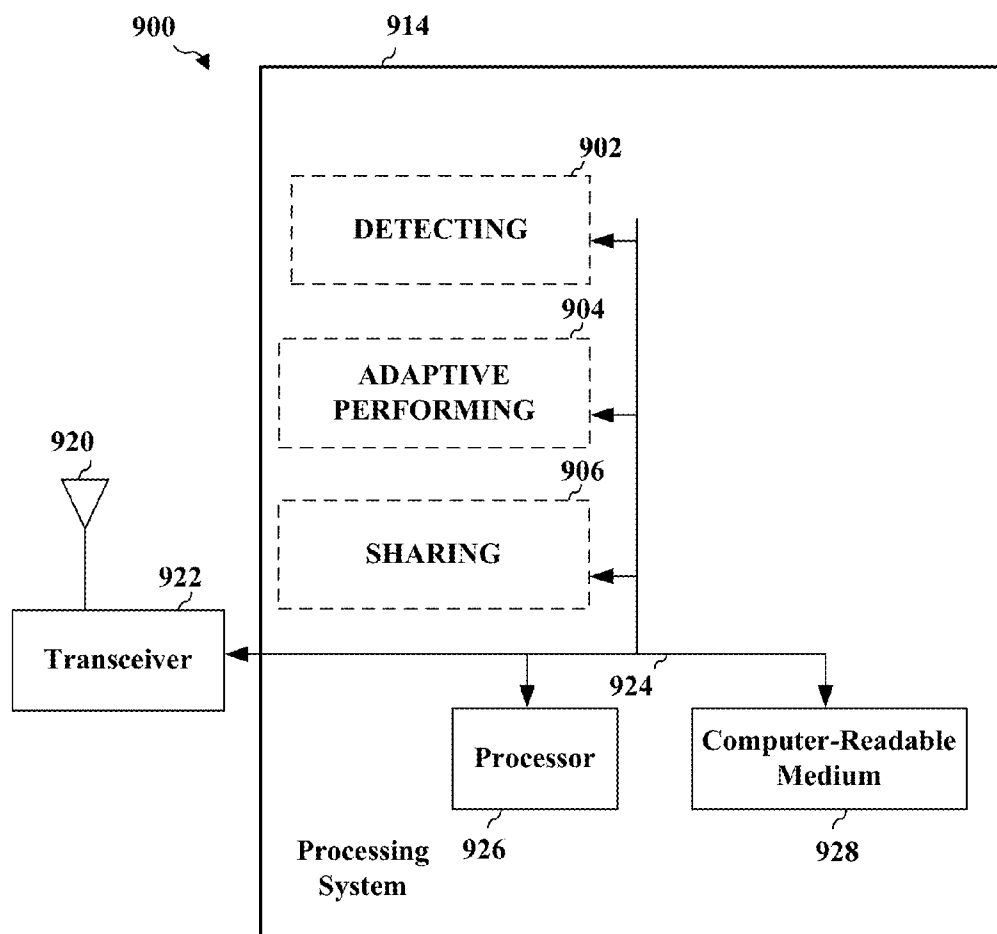 900
914
902
DETECTING
904
ADAPTIVE
PERFORMING
920
906
SHARING
922
Transceiver
924
Processor
Computer-Readable
Medium
926
928
Processing
System